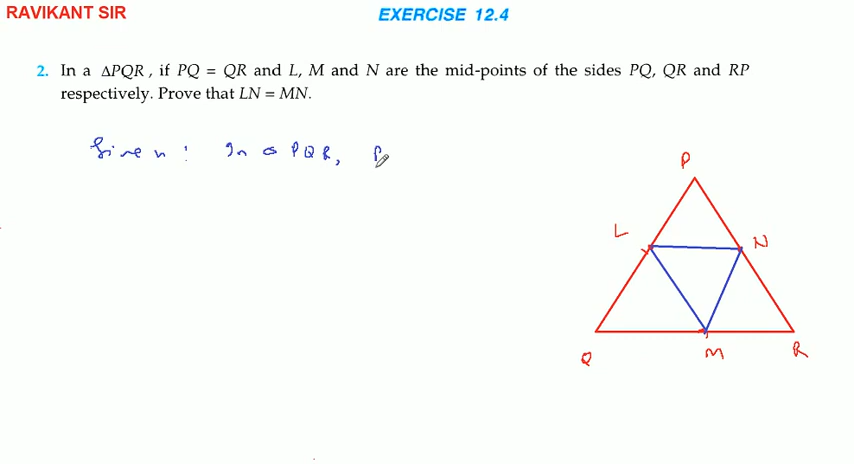 RAVIKANT SIR
EXERCISE 12.4
2. In a ΔPQR, if PQ = QR and L, M and N are the mid-points of the sides PQ, QR and RP
respectively. Prove that LN = MN.
Given : In Δ PQR, P
P
L
N
Q
M
R